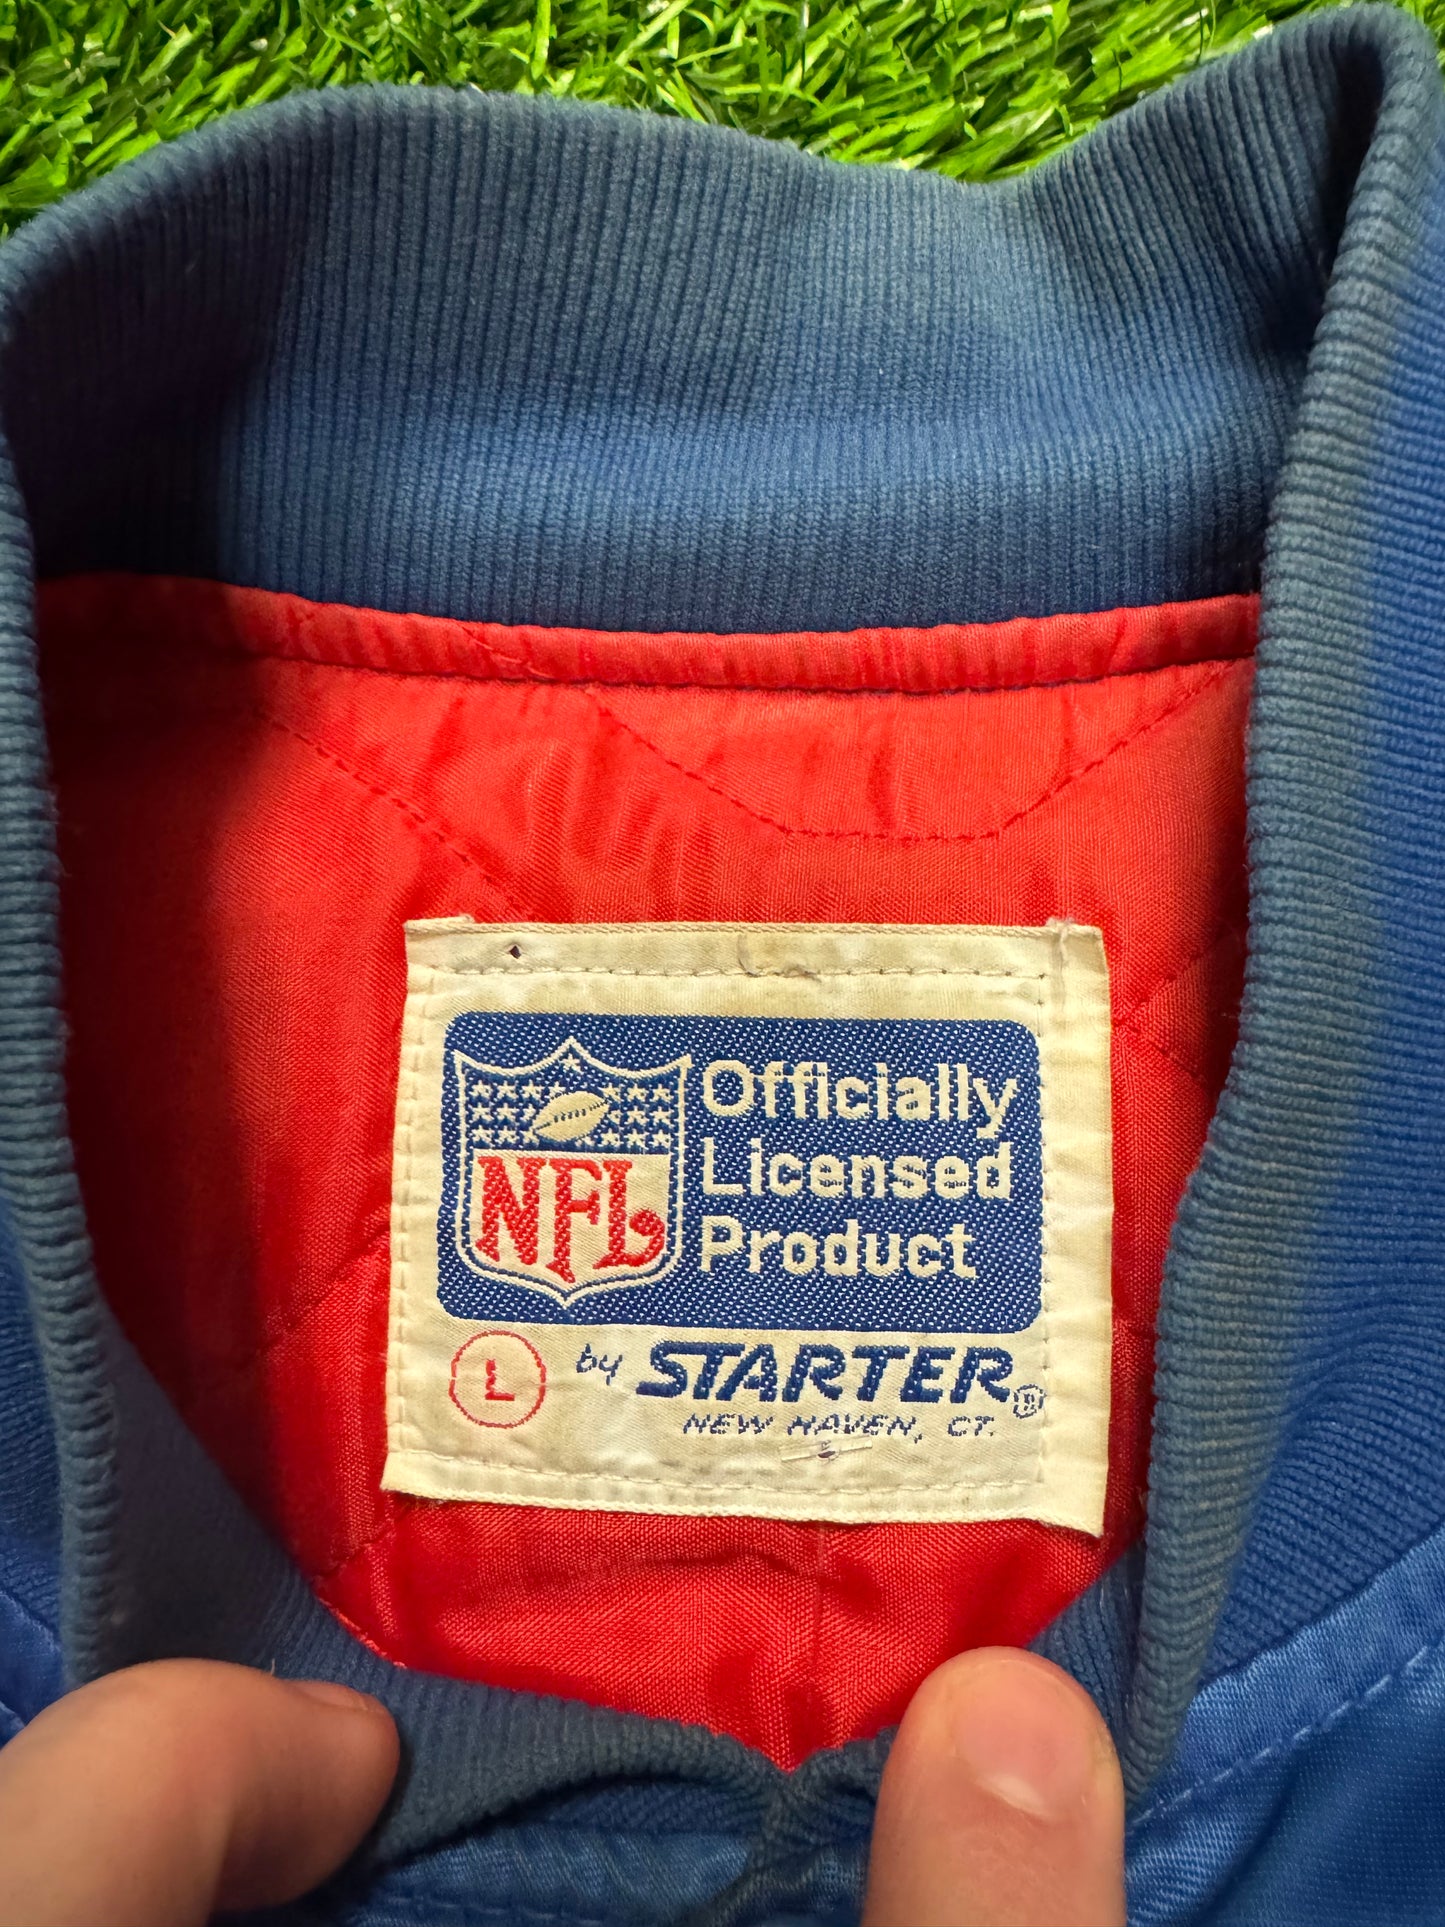 Officially
Licensed
Product
NFL
L by STARTER®
NEW HAVEN, CT.